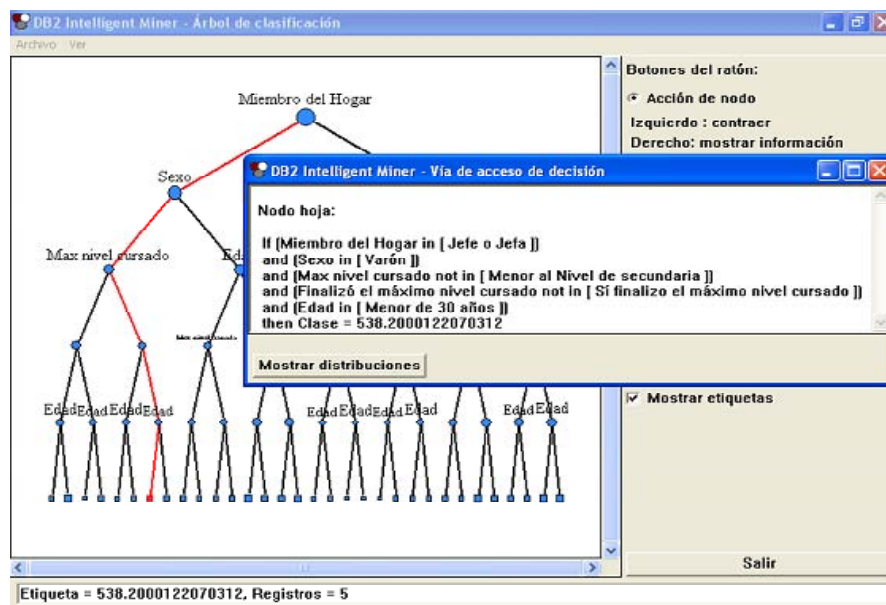 DB2 Intelligent Miner - Árbol de clasificación
Archivo Ver
Miembro del Hogar
Sexo
Max nivel cursado
Edad Edad Edad Edad
Edad Edad Edad Edad
Edad Edad
Botones del ratón:
Acción de nodo
Izquierdo : contraer
Derecho: mostrar información
DB2 Intelligent Miner - Vía de acceso de decisión
Nodo hoja:
If (Miembro del Hogar in [ Jefe o Jefa ])
and (Sexo in [ Varón ])
and (Max nivel cursado not in [ Menor al Nivel de secundaria ])
and (Finalizó el máximo nivel cursado not in [ Sí finalizo el máximo nivel cursado ])
and (Edad in [ Menor de 30 años ])
then Clase = 538.2000122070312
Mostrar distribuciones
Mostrar etiquetas
Salir
Etiqueta = 538.2000122070312, Registros = 5